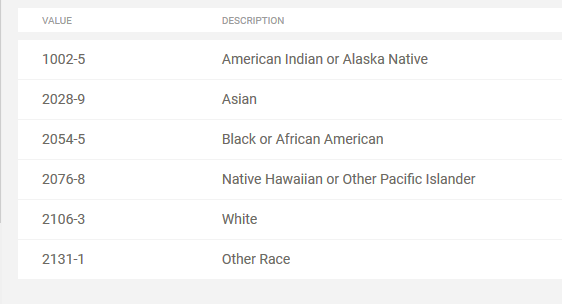 VALUE DESCRIPTION
1002-5 American Indian or Alaska Native
2028-9 Asian
2054-5 Black or African American
2076-8 Native Hawaiian or Other Pacific Islander
2106-3 White
2131-1 Other Race